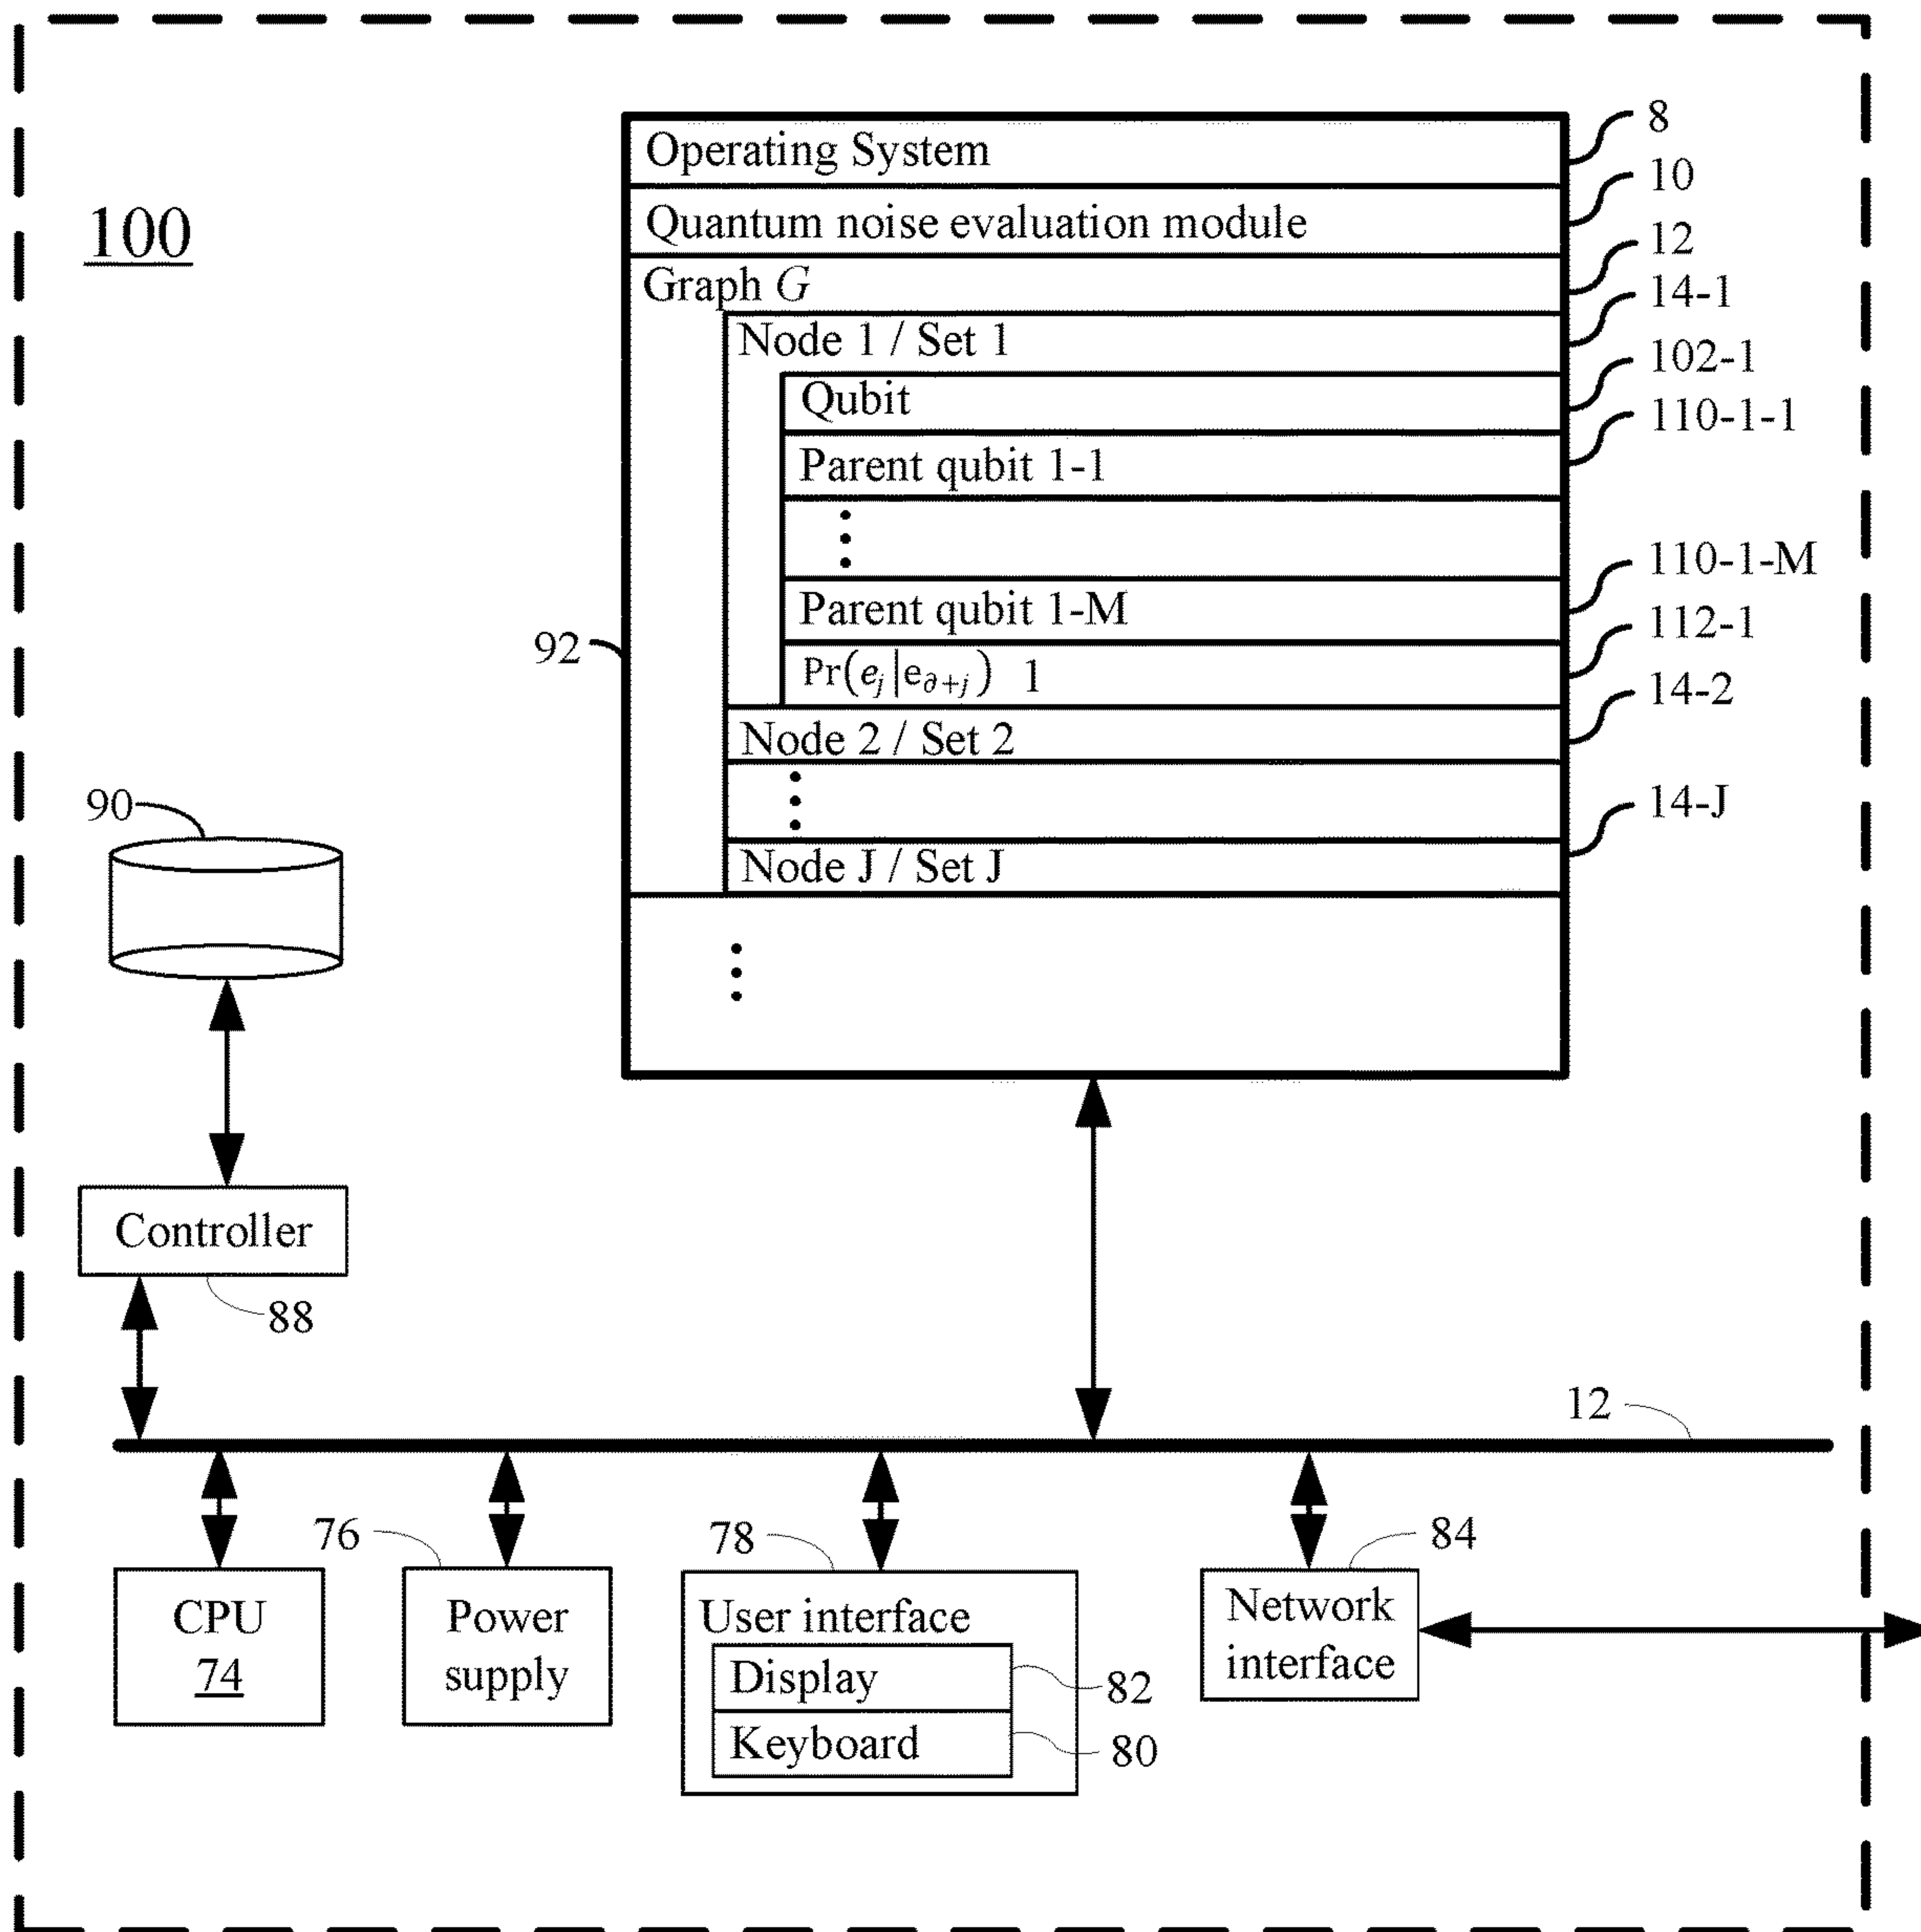 100
Operating System
8
Quantum noise evaluation module
10
Graph G
12
Node 1 / Set 1
14-1
Qubit
102-1
Parent qubit 1-1
110-1-1
Parent qubit 1-M
110-1-M
Pr(e_j|e_∂+j) 1
112-1
92
Node 2 / Set 2
14-2
Node J / Set J
14-J
90
Controller
88
12
CPU
74
76
Power
supply
78
User interface
Display
82
Keyboard
80
84
Network
interface